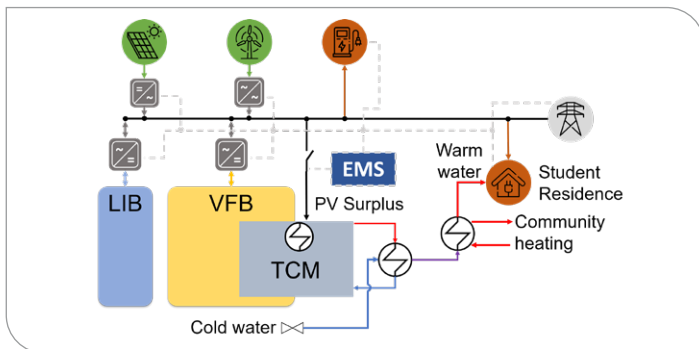 Warm
water
EMS
Student
Residence
LIB
VFB
PV Surplus
Community
heating
TCM
Cold water